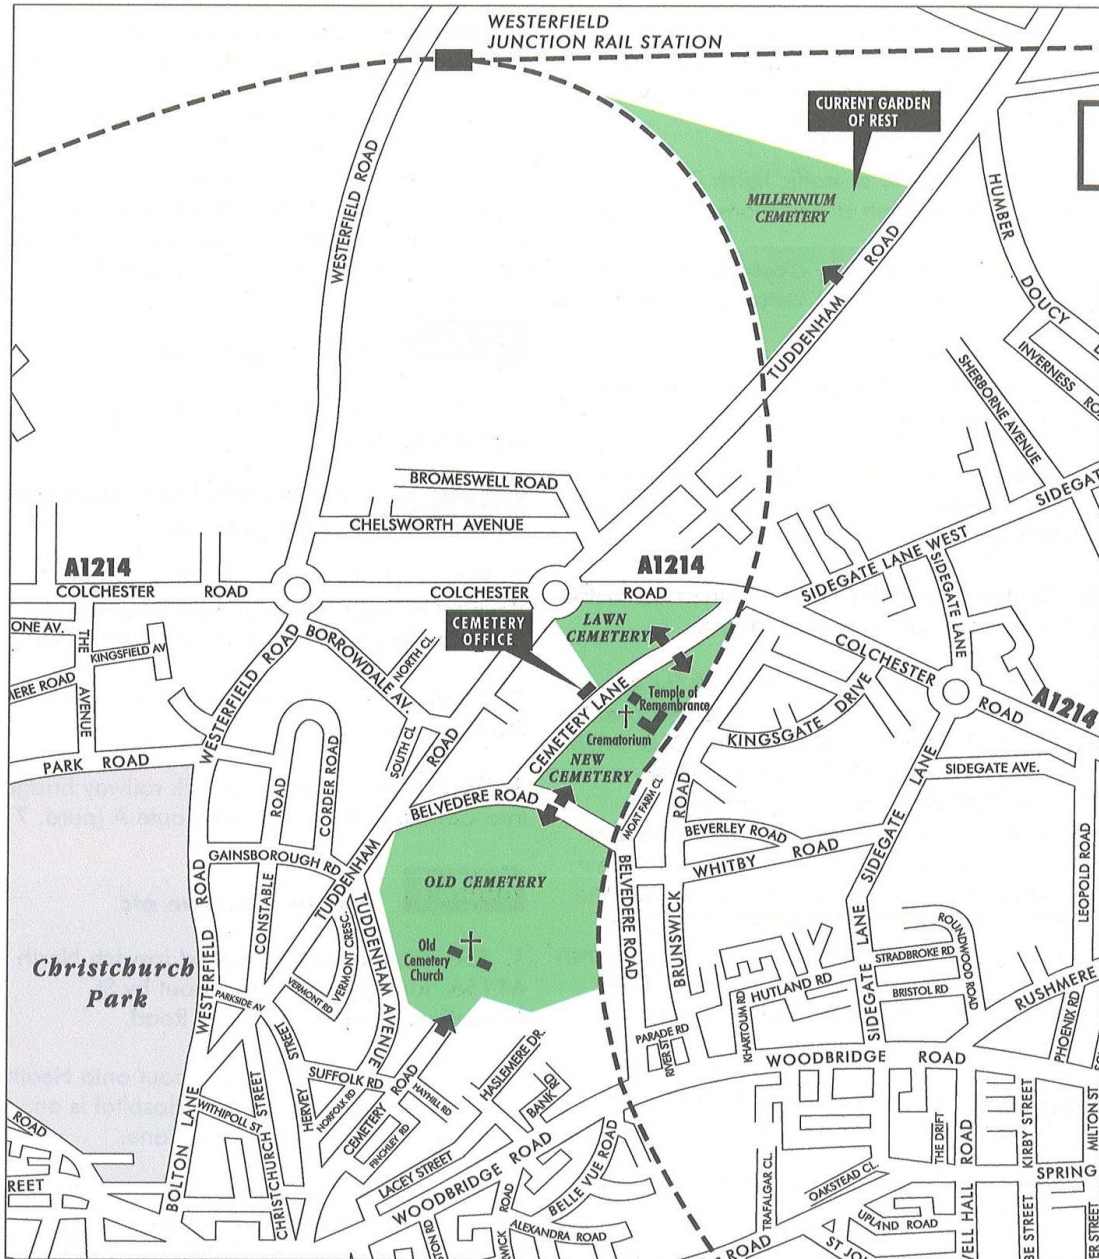 WESTERFIELD
JUNCTION RAIL STATION
CURRENT GARDEN
OF REST
WESTERFIELD ROAD
MILLENNIUM
CEMETERY
HUMBER DOUCY
TUDDENHAM ROAD
INVERNESS
SHERBORNE AVENUE
BROMESWELL ROAD
CHELSWORTH AVENUE
SIDEGATE LANE WEST
A1214
COLCHESTER ROAD
COLCHESTER ROAD
A1214
SIDEGATE LANE
ONE AV.
THE AVENUE
KINGSFIELD AV
BORROWDALE AV.
NORTH CL.
CEMETERY
OFFICE
LAWN
CEMETERY
COLCHESTER ROAD
A1214
MERE ROAD
WESTERFIELD ROAD
SOUTH CL.
CEMETERY LANE
Temple of
Remembrance
Crematorium
NEW
CEMETERY
KINGSGATE DRIVE
PARK ROAD
CORDER ROAD
BELVEDERE ROAD
MOAT FARM CL
SIDEGATE AVE.
railway bridg
ute A (para. 7
GAINSBOROUGH RD
CONSTABLE ROAD
TUDDENHAM ROAD
BEVERLEY ROAD
WHITBY ROAD
SIDEGATE LANE
LEOPOLD ROAD
OLD CEMETERY
TUDDENHAM AVENUE
VERMONT CRESC.
VERMONT RD
BELVEDERE ROAD
BRUNSWICK ROAD
Old
Cemetery
Church
Christchurch
Park
WESTERFIELD ROAD
PARKSIDE AV
KHARTOUM RD
HUTLAND RD
SIDEGATE LANE
STRADBROKE RD
BRISTOL RD
ROUNDWOOD ROAD
RUSHMERE
PHOENIX RD
PARADE RD
RIVER ST
WOODBRIDGE ROAD
SUFFOLK RD
NORFOLK RD
HERVEY STREET
CEMETERY ROAD
HAYHILL RD
FINCHLEY RD
HASLEMERE DR.
BANK RD
WITHIPOLL ST
CHRISTCHURCH STREET
BOLTON LANE
ROAD
REET
LACEY STREET
WOODBRIDGE ROAD
BELLE VUE ROAD
ALEXANDRA ROAD
ROAD
TRAFALGAR CL.
OAKSTEAD CL.
THE DRIFT
UPLAND ROAD
KIRBY STREET
MILTON ST
SPRING
ROAD